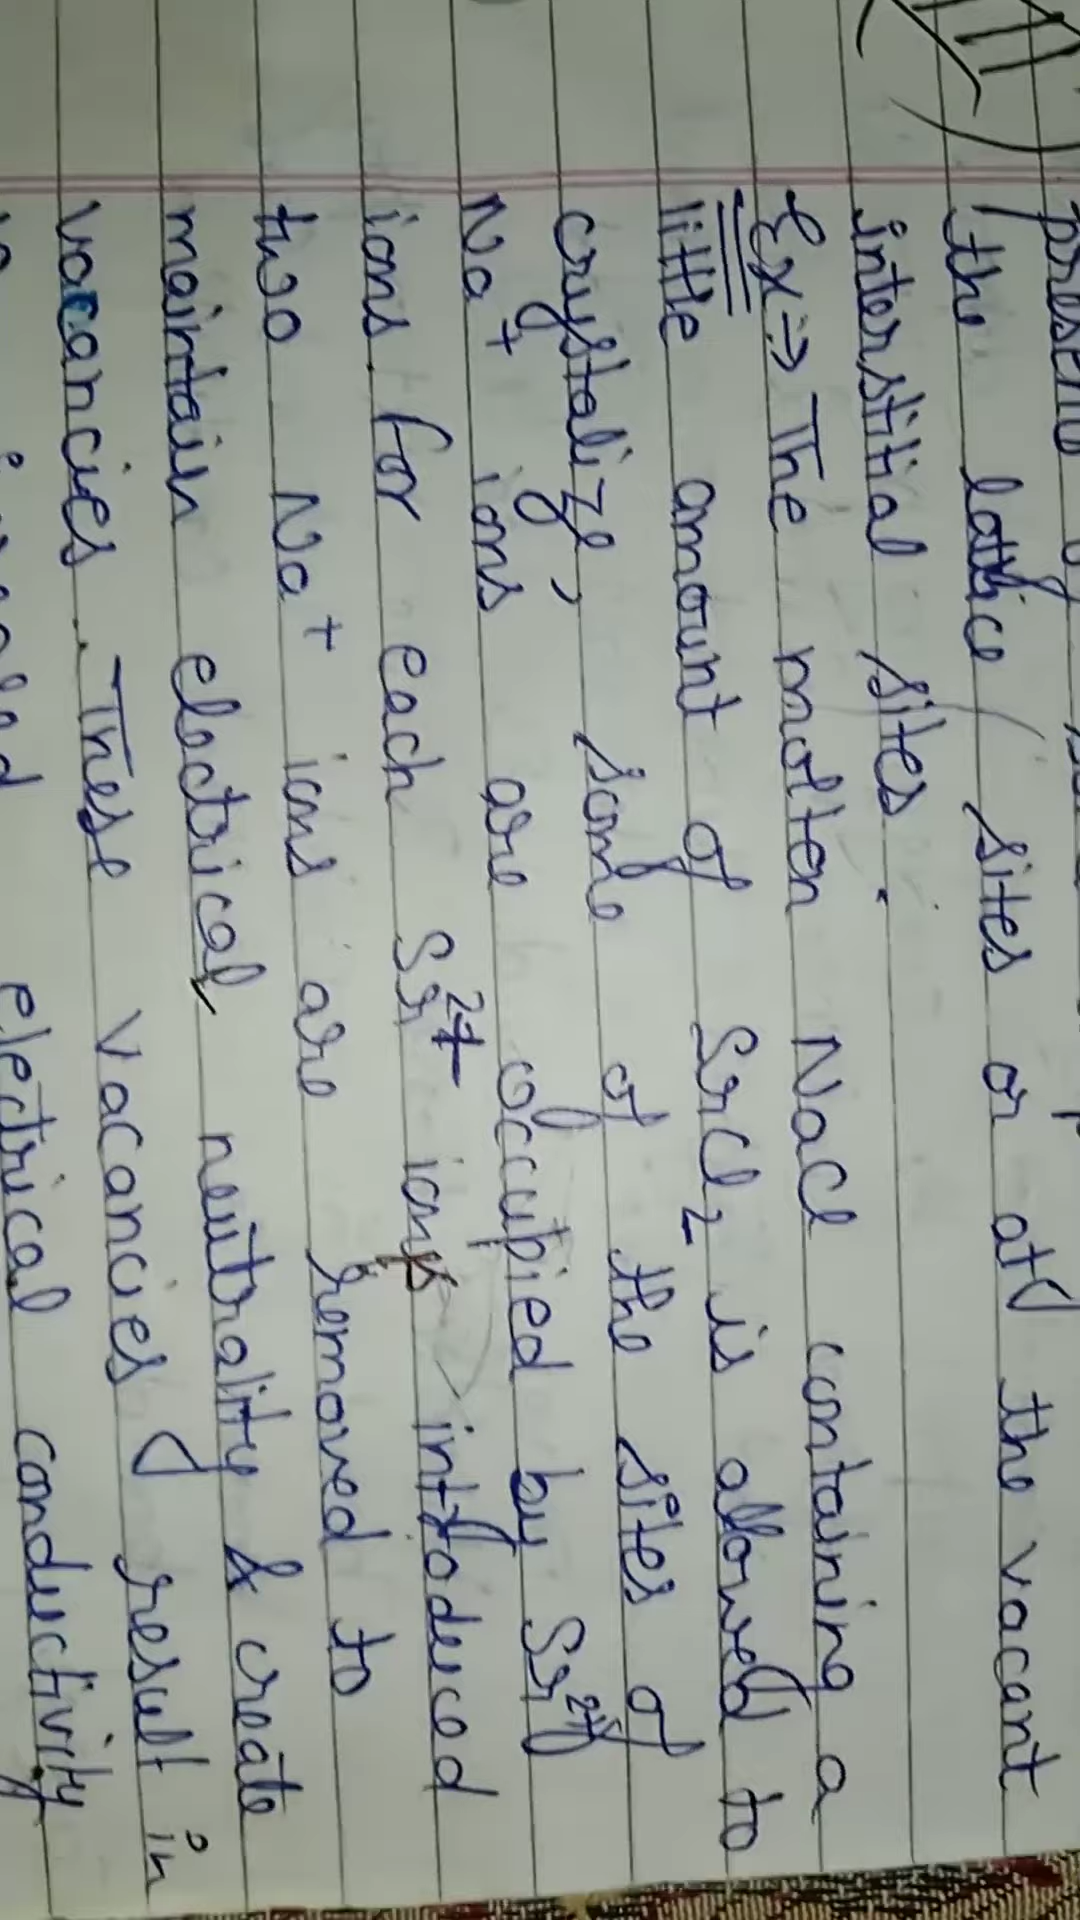 III)
the lattice sites or at the vacant
interstitial sites.
Ex → The molten NaCl containing a
little amount of SrCl2 is allowed to
crystalize, some of the sites of
Na+ ions are occupied by Sr2+
ions. for each Sr2+ ions introduced
two Na+ ions are removed to
maintain electrical neutrality & create
vacancies. These vacancies result in
electrical conductivity